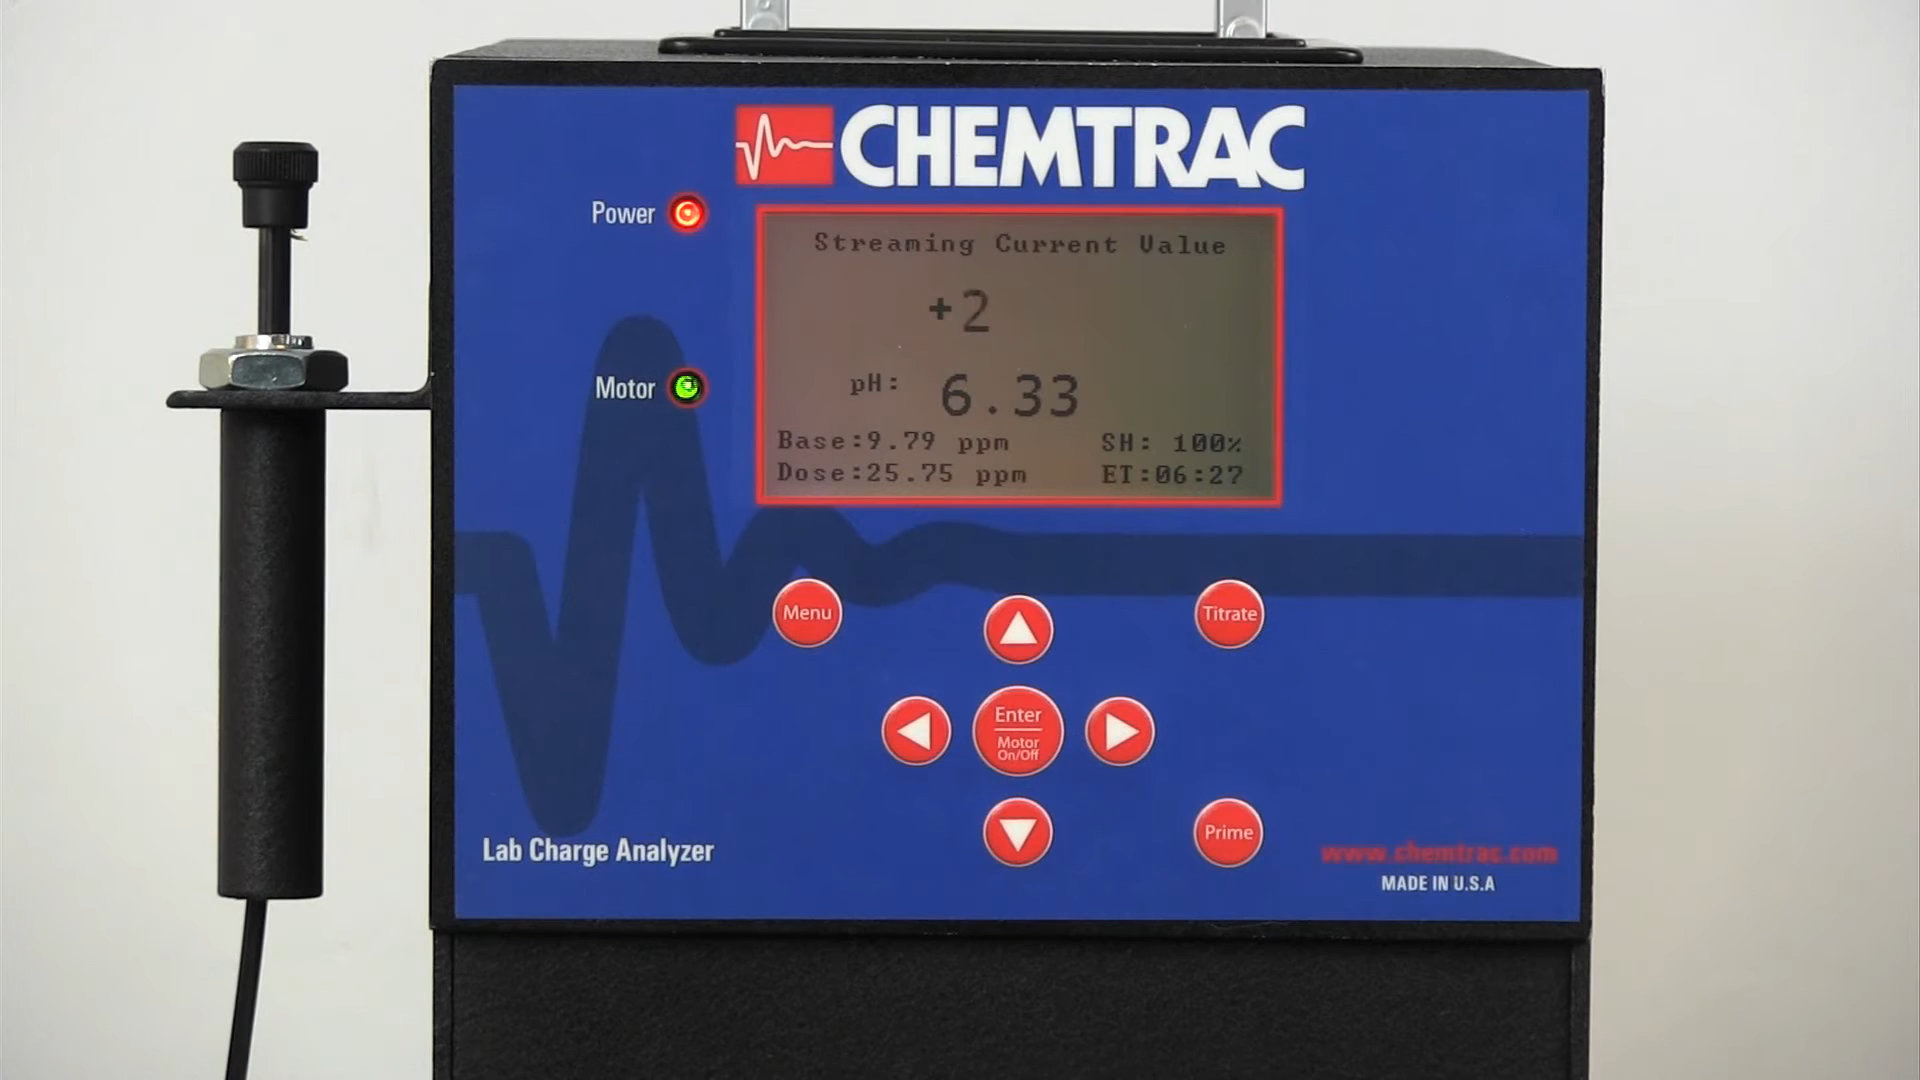 CHEMTRAC
Power
Streaming Current Value
+2
Motor
pH: 6.33
Base:9.79 ppm SH: 100%
Dose:25.75 ppm ET:06:27
Menu
Titrate
Enter
Motor
On/Off
Prime
Lab Charge Analyzer
www.chemtrac.com
MADE IN U.S.A